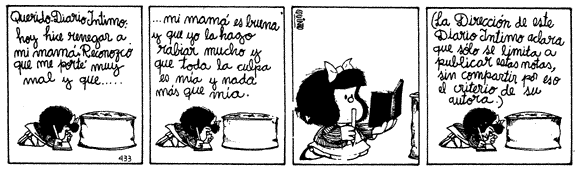 Querido Diario Intimo:
hoy hice renegar a
mi mamá. Reconozco
que me porté muy
mal y que.....
433
...mi mamá es buena
y que yo la hago
rabiar mucho y
que toda la culpa
es mía y nada
más que mía.
(La Dirección de este
Diario Intimo aclara
que sólo se limita a
publicar estas notas,
sin compartir por eso
el criterio de su
autora.)